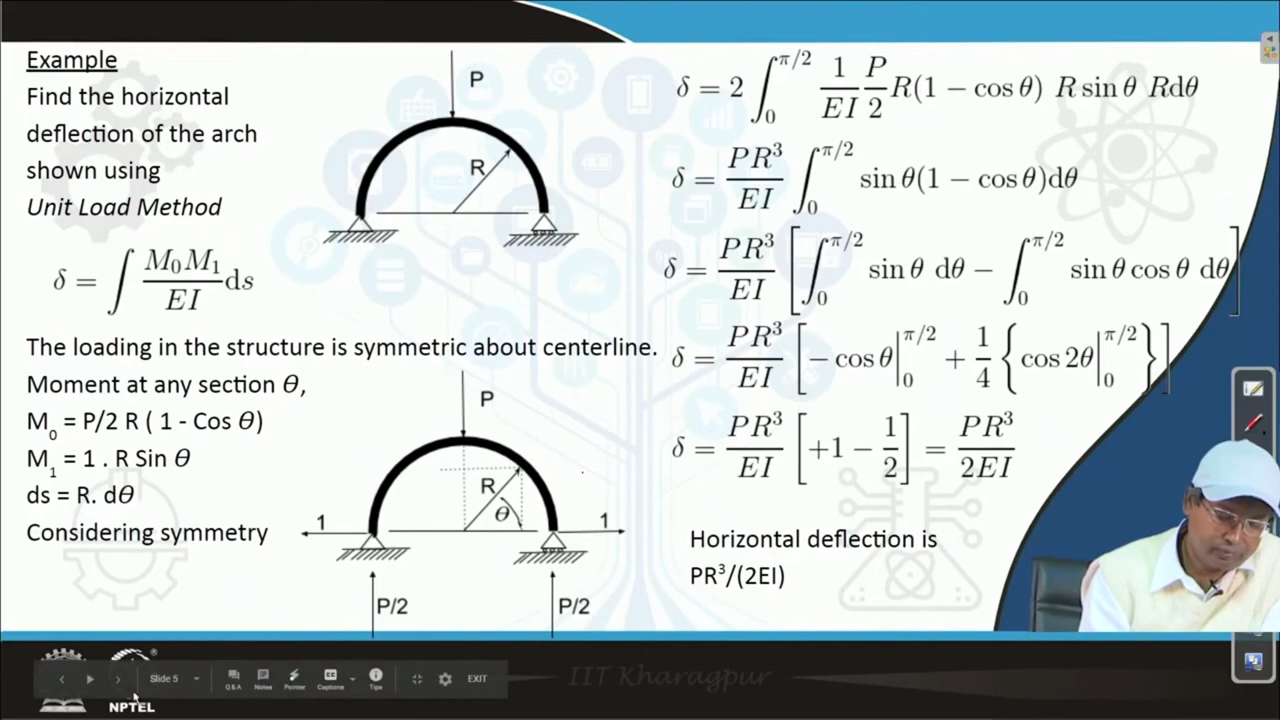 Example
Find the horizontal
deflection of the arch
shown using
Unit Load Method
δ = ∫ M₀M₁/EI ds
P
R
The loading in the structure is symmetric about centerline.
Moment at any section Θ,
M₀ = P/2 R ( 1 - Cos Θ)
M₁ = 1 . R Sin Θ
ds = R. dΘ
Considering symmetry
P
R
Θ
1
1
P/2
P/2
δ = 2 ∫₀^{π/2} 1/EI P/2 R(1 − cos θ) R sin θ Rdθ
δ = PR³/EI ∫₀^{π/2} sin θ(1 − cos θ)dθ
δ = PR³/EI [∫₀^{π/2} sin θ dθ − ∫₀^{π/2} sin θ cos θ dθ]
δ = PR³/EI [− cos θ|₀^{π/2} + 1/4 {cos 2θ|₀^{π/2}}]
δ = PR³/EI [+1 − 1/2] = PR³/2EI
Horizontal deflection is
PR³/(2EI)
Slide 5
Q & A
Notes
Pointer
Captions
Tips
EXIT
IIT Kharagpur
NPTEL